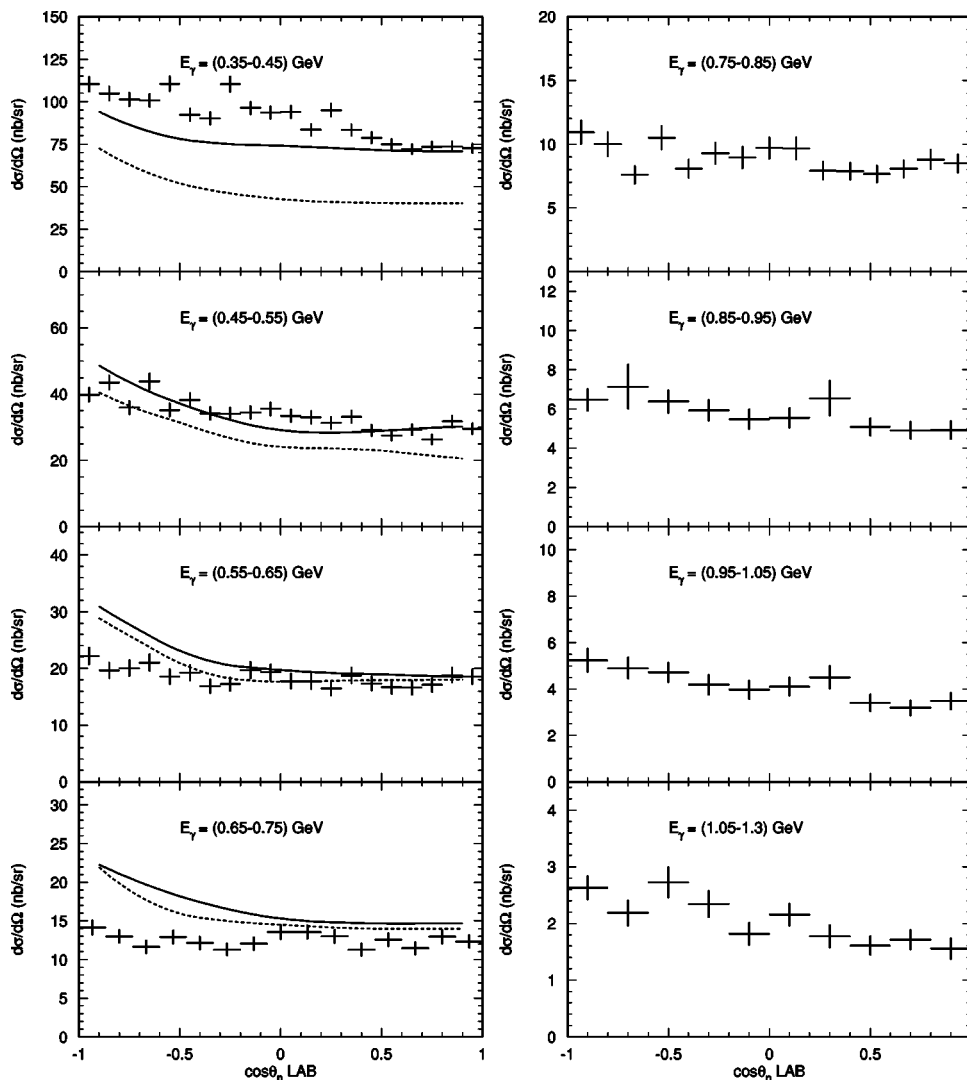 dσ/dΩ (nb/sr)
150
125
100
75
50
25
0
E_γ = (0.35-0.45) GeV
dσ/dΩ (nb/sr)
60
40
20
0
E_γ = (0.45-0.55) GeV
dσ/dΩ (nb/sr)
40
30
20
10
0
E_γ = (0.55-0.65) GeV
dσ/dΩ (nb/sr)
30
25
20
15
10
5
0
E_γ = (0.65-0.75) GeV
-1 -0.5 0 0.5 1
cosθ_p LAB
dσ/dΩ (nb/sr)
20
15
10
5
0
E_γ = (0.75-0.85) GeV
dσ/dΩ (nb/sr)
12
10
8
6
4
2
0
E_γ = (0.85-0.95) GeV
dσ/dΩ (nb/sr)
10
8
6
4
2
0
E_γ = (0.95-1.05) GeV
dσ/dΩ (nb/sr)
4
3
2
1
0
E_γ = (1.05-1.3) GeV
-1 -0.5 0 0.5
cosθ_p LAB